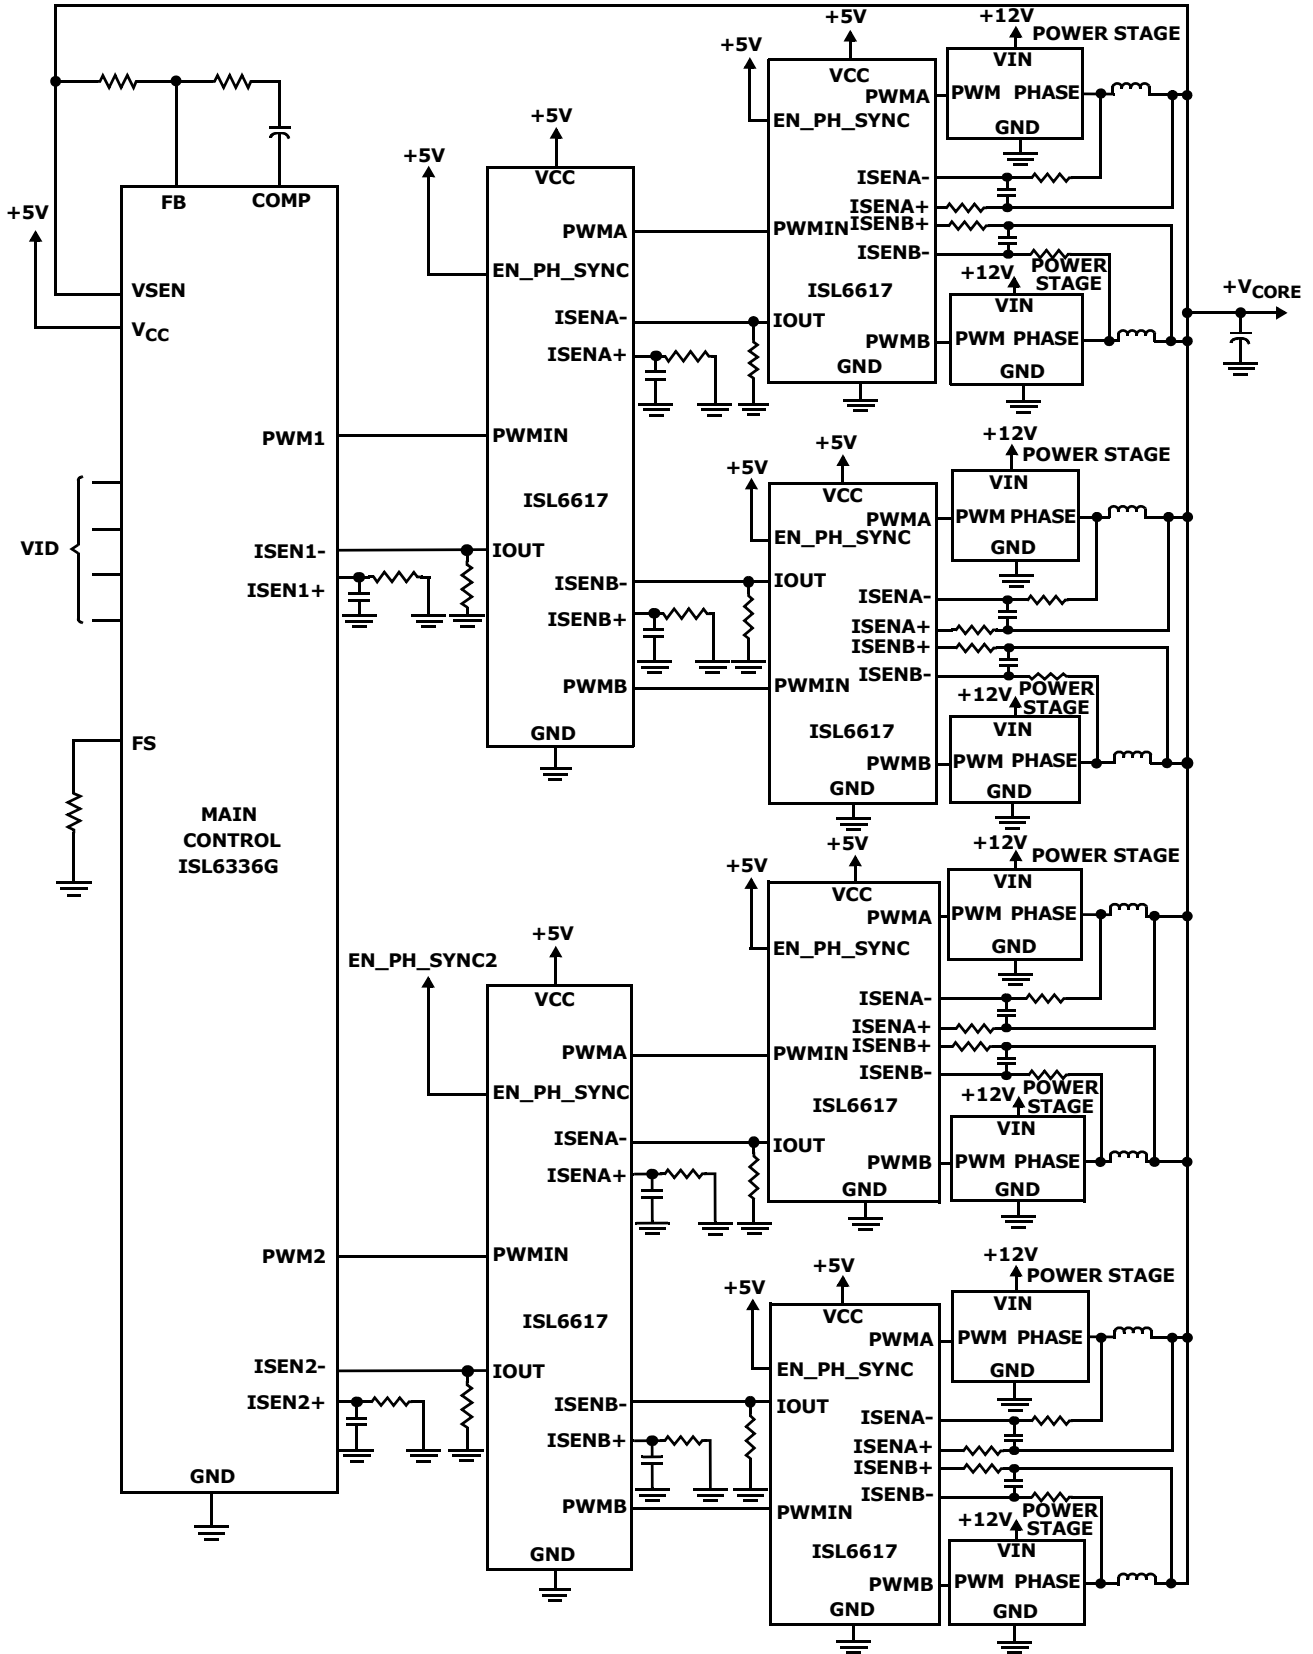 +12V
POWER STAGE
+5V
+5V
VIN
VCC
PWMA
PWM PHASE
EN_PH_SYNC
GND
ISENA-
ISENA+
PWMIN
ISENB+
ISENB-
+12V
POWER
STAGE
ISL6617
VIN
IOUT
PWMB
PWM PHASE
GND
GND
+VCORE
+5V
+5V
VCC
PWMA
EN_PH_SYNC
ISENA-
ISENA+
PWMIN
ISL6617
IOUT
ISENB-
ISENB+
PWMB
GND
FB
COMP
+5V
VSEN
VCC
PWM1
VID
ISEN1-
ISEN1+
FS
MAIN
CONTROL
ISL6336G
PWM2
ISEN2-
ISEN2+
GND
+12V
POWER STAGE
+5V
+5V
VIN
VCC
PWMA
PWM PHASE
EN_PH_SYNC
GND
IOUT
ISENA-
ISENA+
ISENB+
ISENB-
PWMIN
+12V
POWER
STAGE
ISL6617
VIN
PWMB
PWM PHASE
GND
GND
+12V
POWER STAGE
+5V
+5V
VIN
VCC
PWMA
PWM PHASE
EN_PH_SYNC
GND
ISENA-
ISENA+
PWMIN
ISENB+
ISENB-
+12V
POWER
STAGE
ISL6617
VIN
IOUT
PWMB
PWM PHASE
GND
GND
+5V
EN_PH_SYNC2
VCC
PWMA
EN_PH_SYNC
ISENA-
ISENA+
PWMIN
ISL6617
IOUT
ISENB-
ISENB+
PWMB
GND
+12V
POWER STAGE
+5V
+5V
VIN
VCC
PWMA
PWM PHASE
EN_PH_SYNC
GND
IOUT
ISENA-
ISENA+
ISENB+
ISENB-
PWMIN
+12V
POWER
STAGE
ISL6617
VIN
PWMB
PWM PHASE
GND
GND